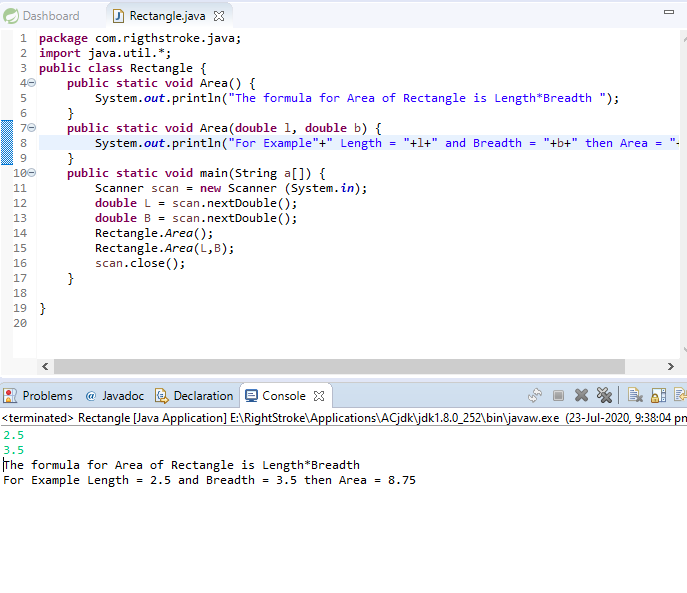 Dashboard Rectangle.java
1 package com.rigthstroke.java;
2 import java.util.*;
3 public class Rectangle {
4 public static void Area() {
5 System.out.println("The formula for Area of Rectangle is Length*Breadth ");
6 }
7 public static void Area(double l, double b) {
8 System.out.println("For Example"+" Length = "+l+" and Breadth = "+b+" then Area = "+
9 }
10 public static void main(String a[]) {
11 Scanner scan = new Scanner (System.in);
12 double L = scan.nextDouble();
13 double B = scan.nextDouble();
14 Rectangle.Area();
15 Rectangle.Area(L,B);
16 scan.close();
17 }
18
19 }
20
Problems @ Javadoc Declaration Console
<terminated> Rectangle [Java Application] E:\RightStroke\Applications\ACjdk\jdk1.8.0_252\bin\javaw.exe (23-Jul-2020, 9:38:04 pm
2.5
3.5
The formula for Area of Rectangle is Length*Breadth
For Example Length = 2.5 and Breadth = 3.5 then Area = 8.75